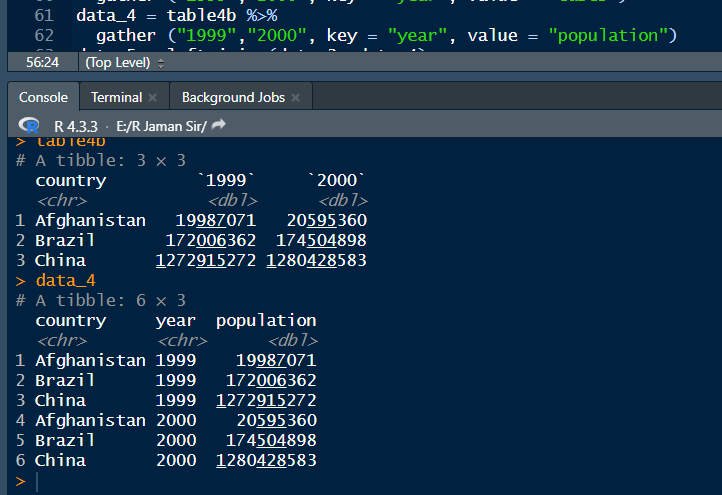 61 data_4 = table4b %>%
62   gather ("1999","2000", key = "year", value = "population")
56:24 (Top Level)
Console Terminal Background Jobs
R 4.3.3 · E:/R Jaman Sir/
> table4b
# A tibble: 3 × 3
  country          `1999`     `2000`
  <chr>             <dbl>      <dbl>
1 Afghanistan   19987071   20595360
2 Brazil       172006362  174504898
3 China       1272915272 1280428583
> data_4
# A tibble: 6 × 3
  country     year  population
  <chr>       <chr>      <dbl>
1 Afghanistan 1999    19987071
2 Brazil      1999   172006362
3 China       1999  1272915272
4 Afghanistan 2000    20595360
5 Brazil      2000   174504898
6 China       2000  1280428583
>